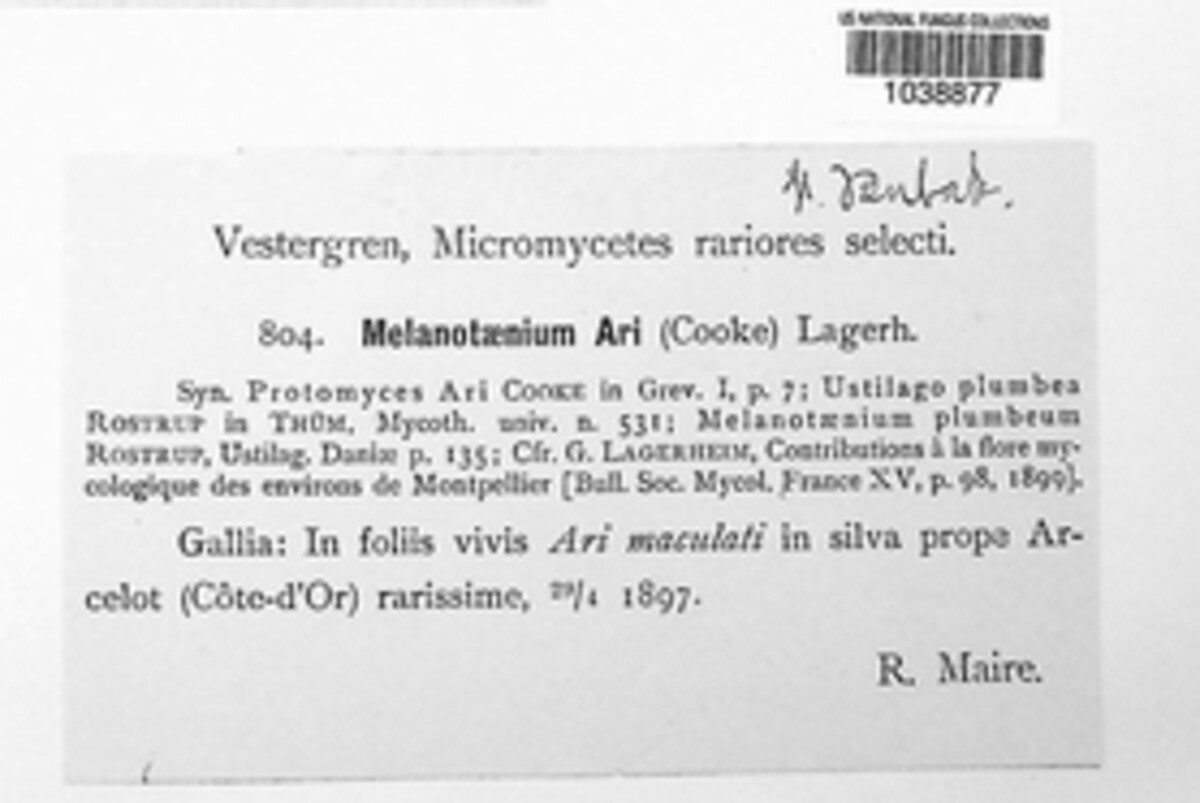 US NATIONAL FUNGUS COLLECTIONS
1038877
Vestergren, Micromycetes rariores selecti.
804. Melanotænium Ari (Cooke) Lagerh.
Syn. Protomyces Ari COOKE in Grev. I, p. 7; Ustilago plumbea
ROSTRUP in THÜM, Mycoth. univ. n. 531; Melanotænium plumbeum
ROSTRUP, Ustilag. Daniæ p. 135; Cfr. G. LAGERHEIM, Contributions à la flore my-
cologique des environs de Montpellier (Bull. Soc. Mycol. France XV, p. 98, 1899).
Gallia: In foliis vivis Ari maculati in silva prope Ar-
celot (Côte-d'Or) rarissime, 29/4 1897.
R. Maire.